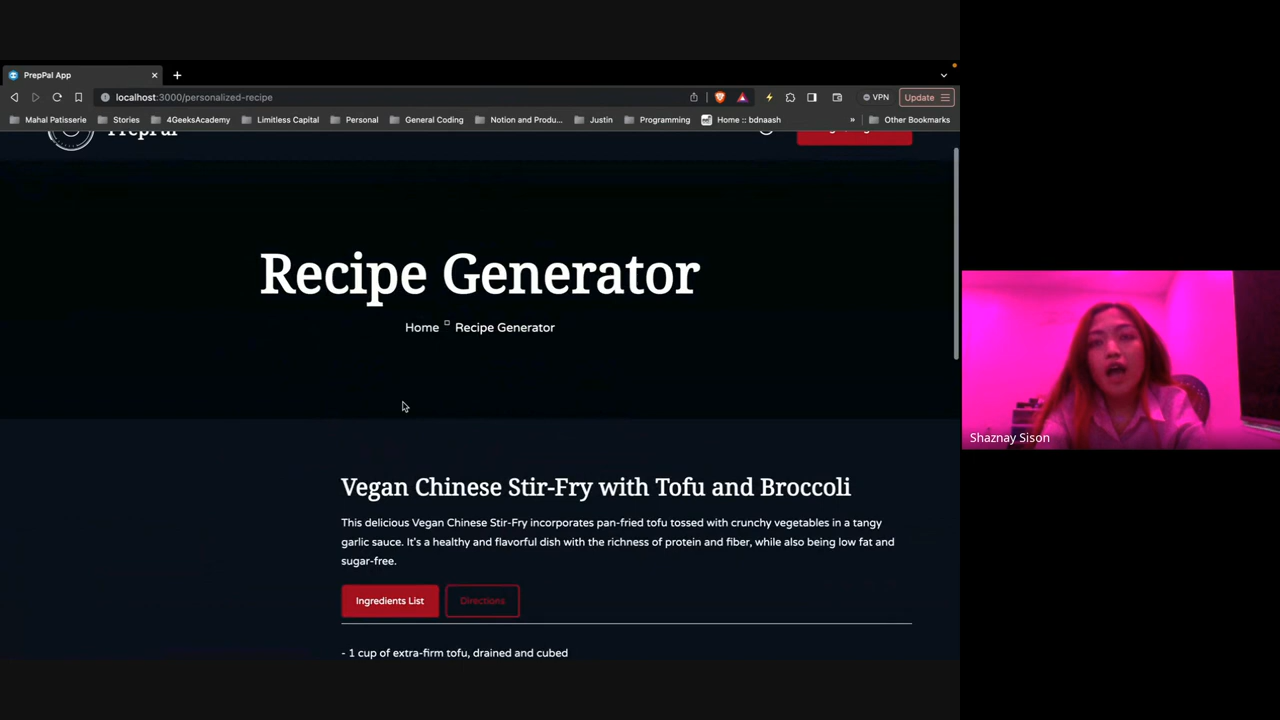 PrepPal App
localhost:3000/personalized-recipe
VPN
Update
Mahal Patisserie
Stories
4GeeksAcademy
Limitless Capital
Personal
General Coding
Notion and Produ...
Justin
Programming
Home :: bdnaash
»
Other Bookmarks
PrepPal
Recipe Generator
Home Recipe Generator
Vegan Chinese Stir-Fry with Tofu and Broccoli
This delicious Vegan Chinese Stir-Fry incorporates pan-fried tofu tossed with crunchy vegetables in a tangy
garlic sauce. It's a healthy and flavorful dish with the richness of protein and fiber, while also being low fat and
sugar-free.
Ingredients List
Directions
- 1 cup of extra-firm tofu, drained and cubed
Shaznay Sison